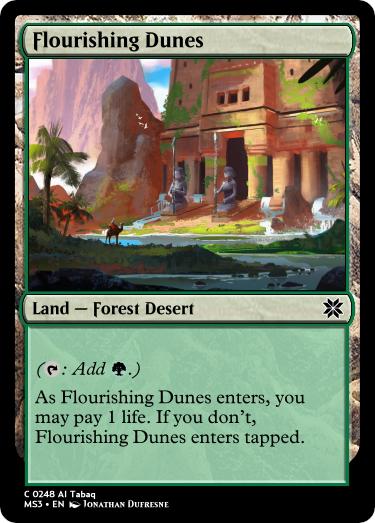 Flourishing Dunes
Land — Forest Desert
(: Add .)
As Flourishing Dunes enters, you
may pay 1 life. If you don't,
Flourishing Dunes enters tapped.
C 0248 Al Tabaq
MS3 • EN Jonathan Dufresne